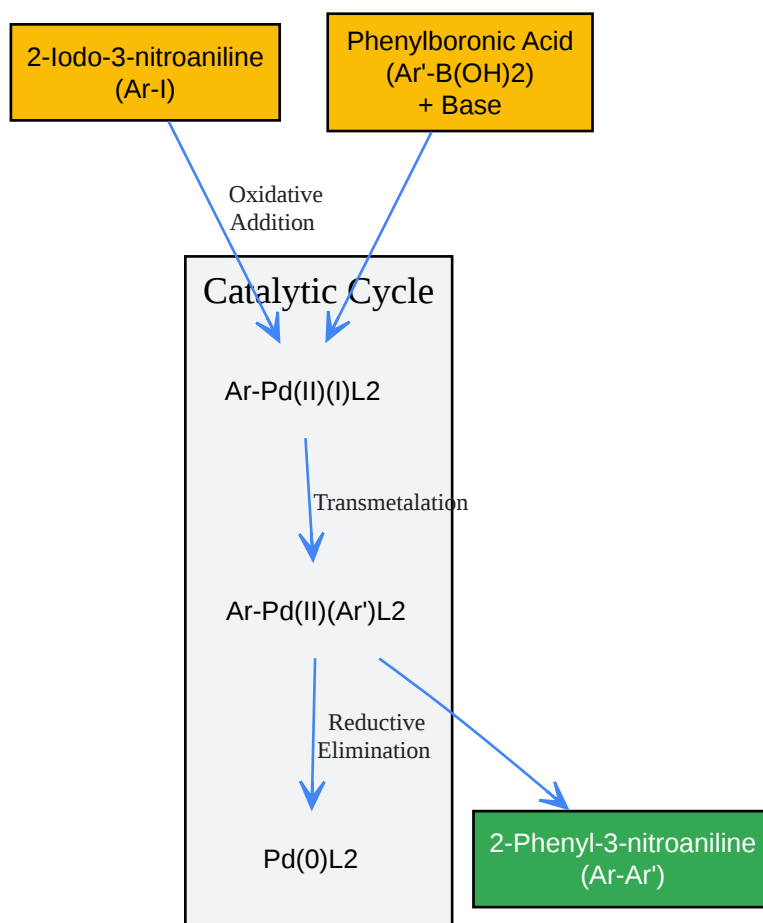 2-Iodo-3-nitroaniline
(Ar-I)
Phenylboronic Acid
(Ar'-B(OH)2)
+ Base
Oxidative
Addition
Catalytic Cycle
Ar-Pd(II)(I)L2
Transmetalation
Ar-Pd(II)(Ar')L2
Reductive
Elimination
Pd(0)L2
2-Phenyl-3-nitroaniline
(Ar-Ar')